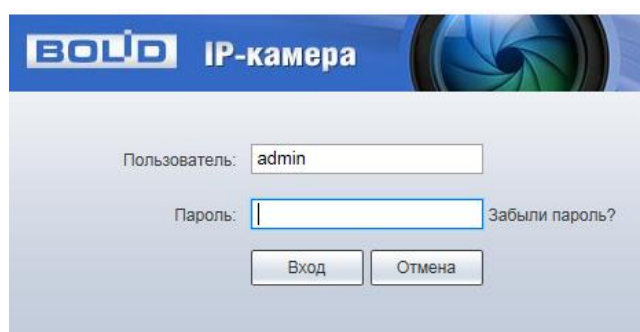 BOLID IP-камера
Пользователь: admin
Пароль: Забыли пароль?
Вход Отмена